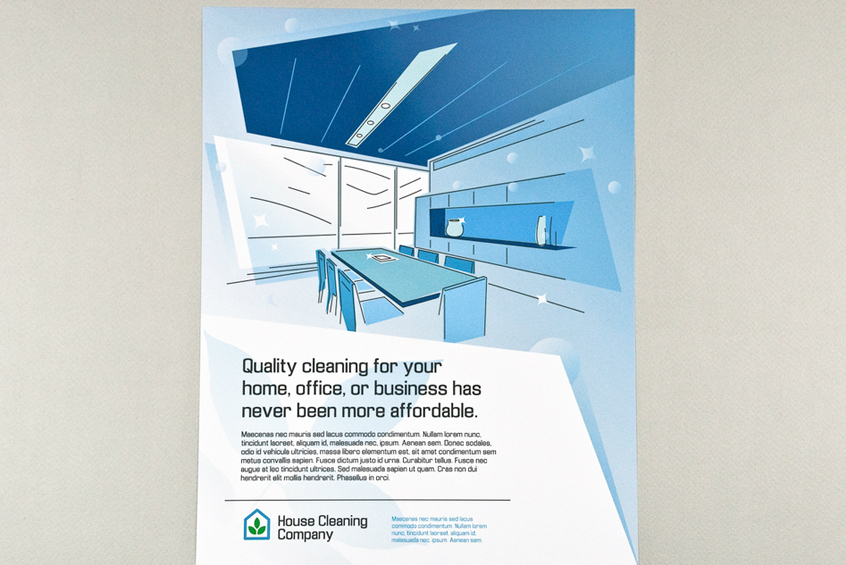 Quality cleaning for your
home, office, or business has
never been more affordable.
Maecenas nec mauris sed lacus commodo condimentum. Nullam lorem nunc,
tincidunt laoreet, aliquam id, malesuada nec, ipsum. Aenean sem. Donec sodales,
odio id vehicula ultricies, massa libero elementum est, sit amet condimentum sem
metus convallis sapien. Fusce dictum justo id urna. Curabitur tellus. Fusce nec
augue at leo tincidunt ultrices. Sed malesuada sapien ut quam. Cras non dui
hendrerit elit mollis hendrerit. Phasellus in orci.
House Cleaning
Company
Maecenas nec mauris sed lacus
commodo condimentum. Nullam lorem
nunc, tincidunt laoreet, aliquam id,
malesuada nec, ipsum. Aenean sem.